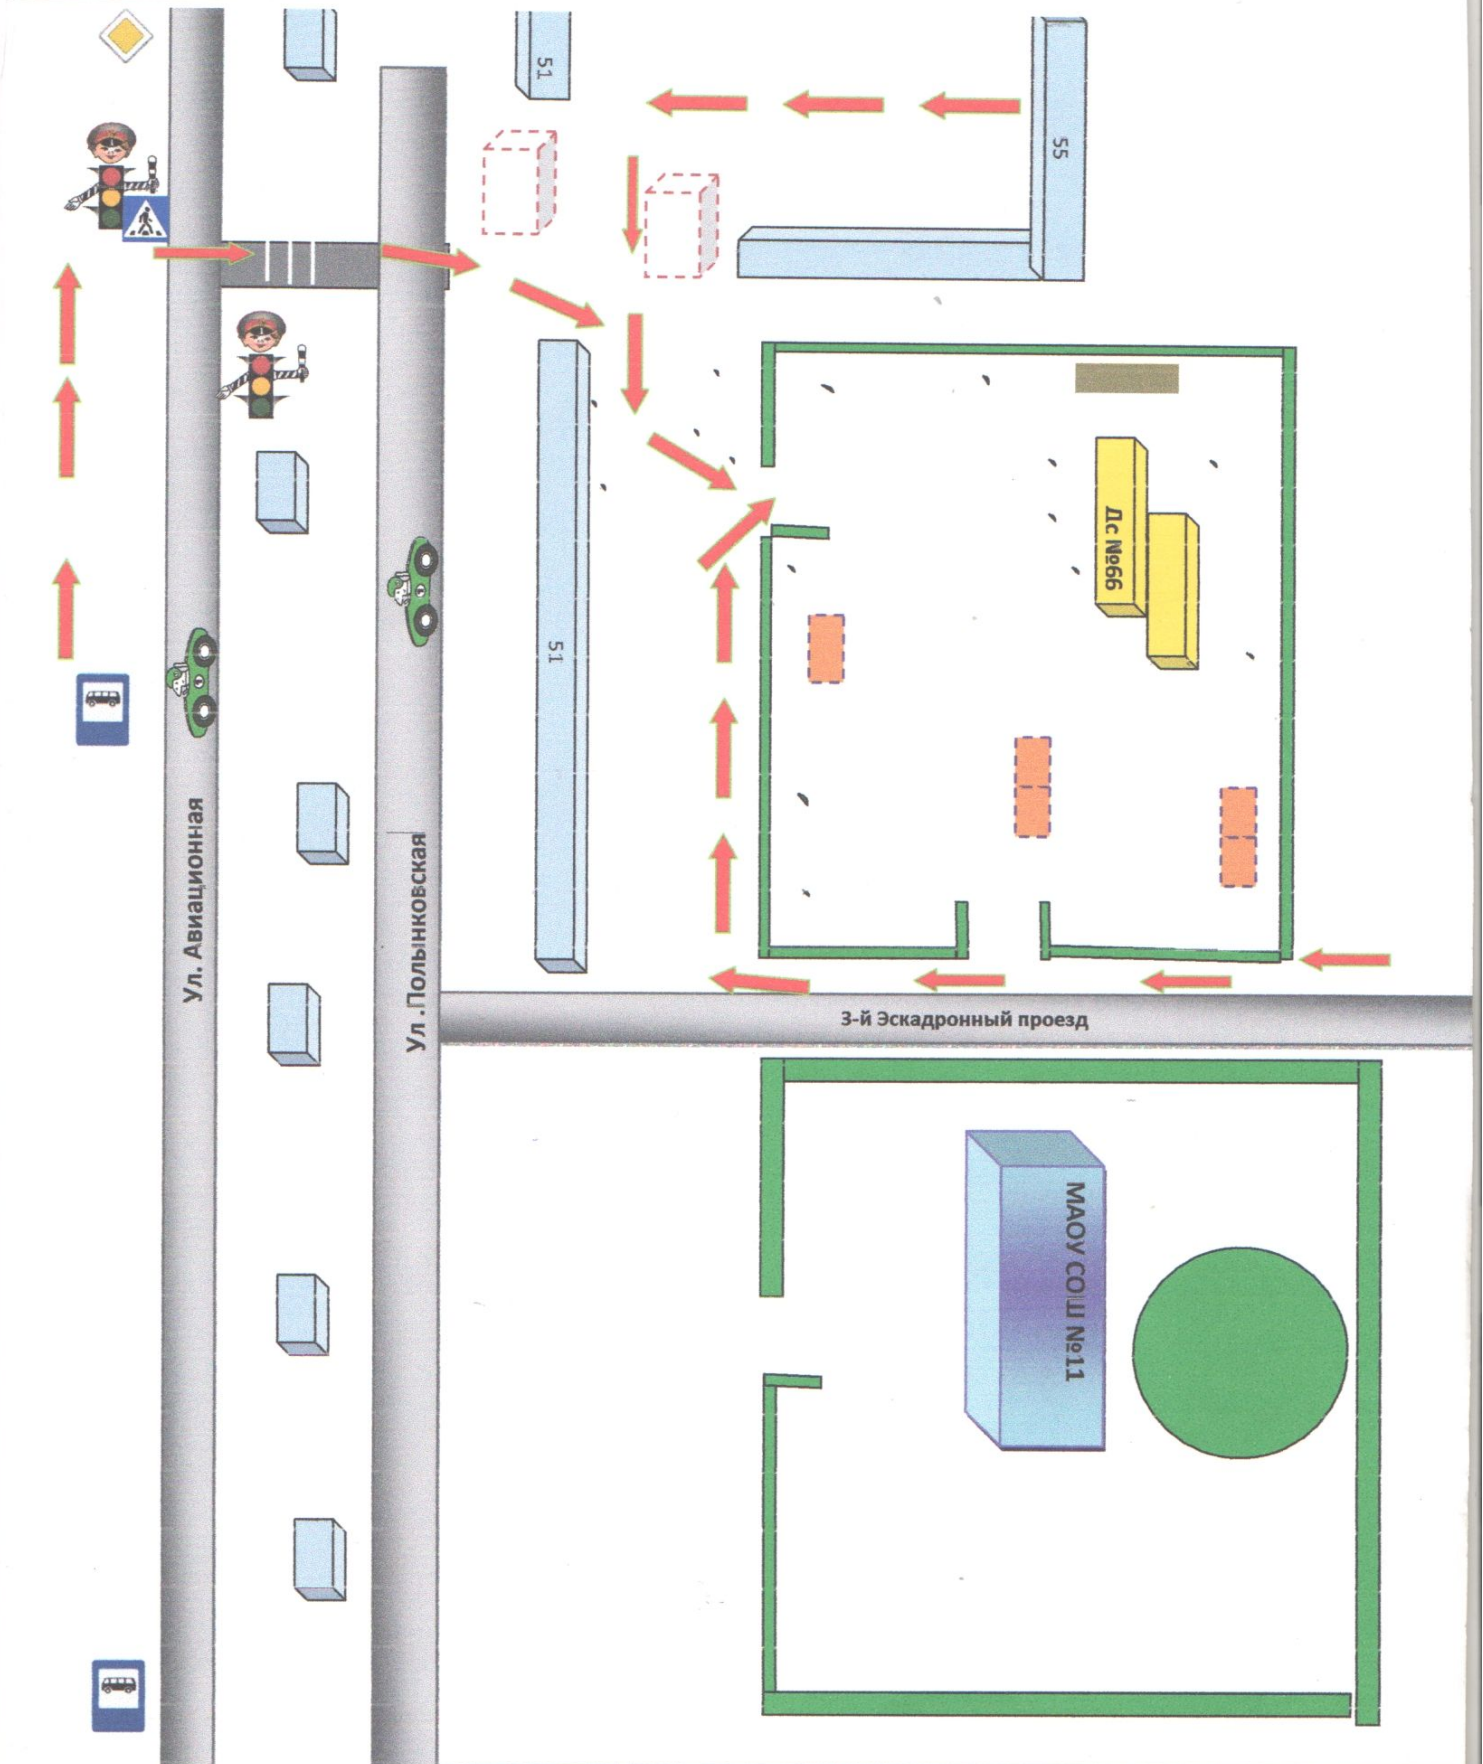 51
55
Дс №66
51
Ул. Авиационная
Ул .Полынковская
3-й Эскадронный проезд
МАОУ СОШ №11